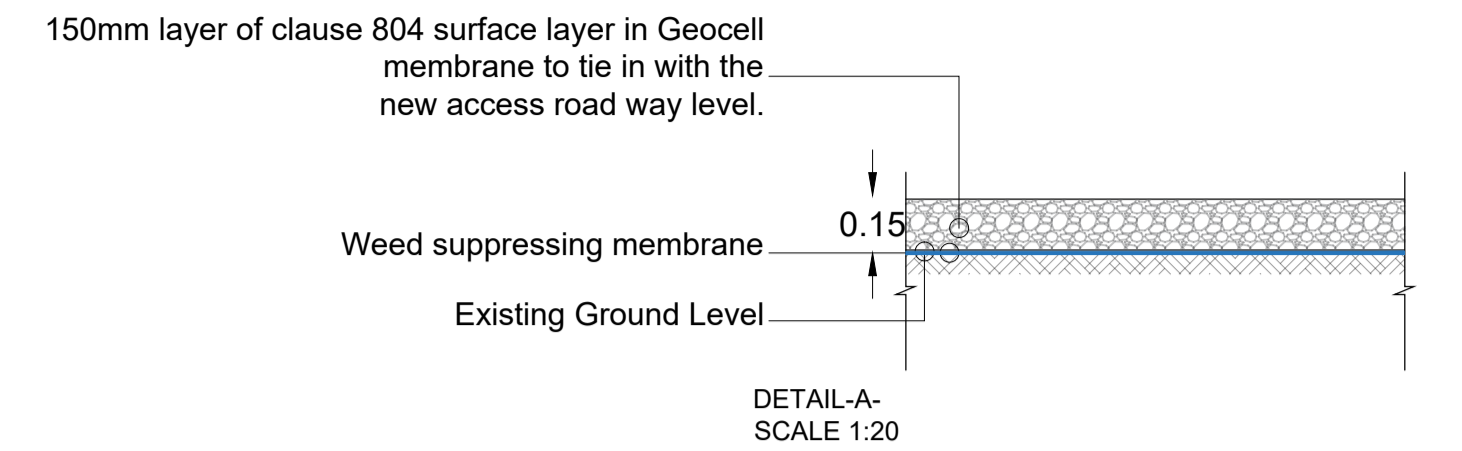 150mm layer of clause 804 surface layer in Geocell
membrane to tie in with the
new access road way level.
0.15
Weed suppressing membrane
Existing Ground Level
DETAIL-A-
SCALE 1:20